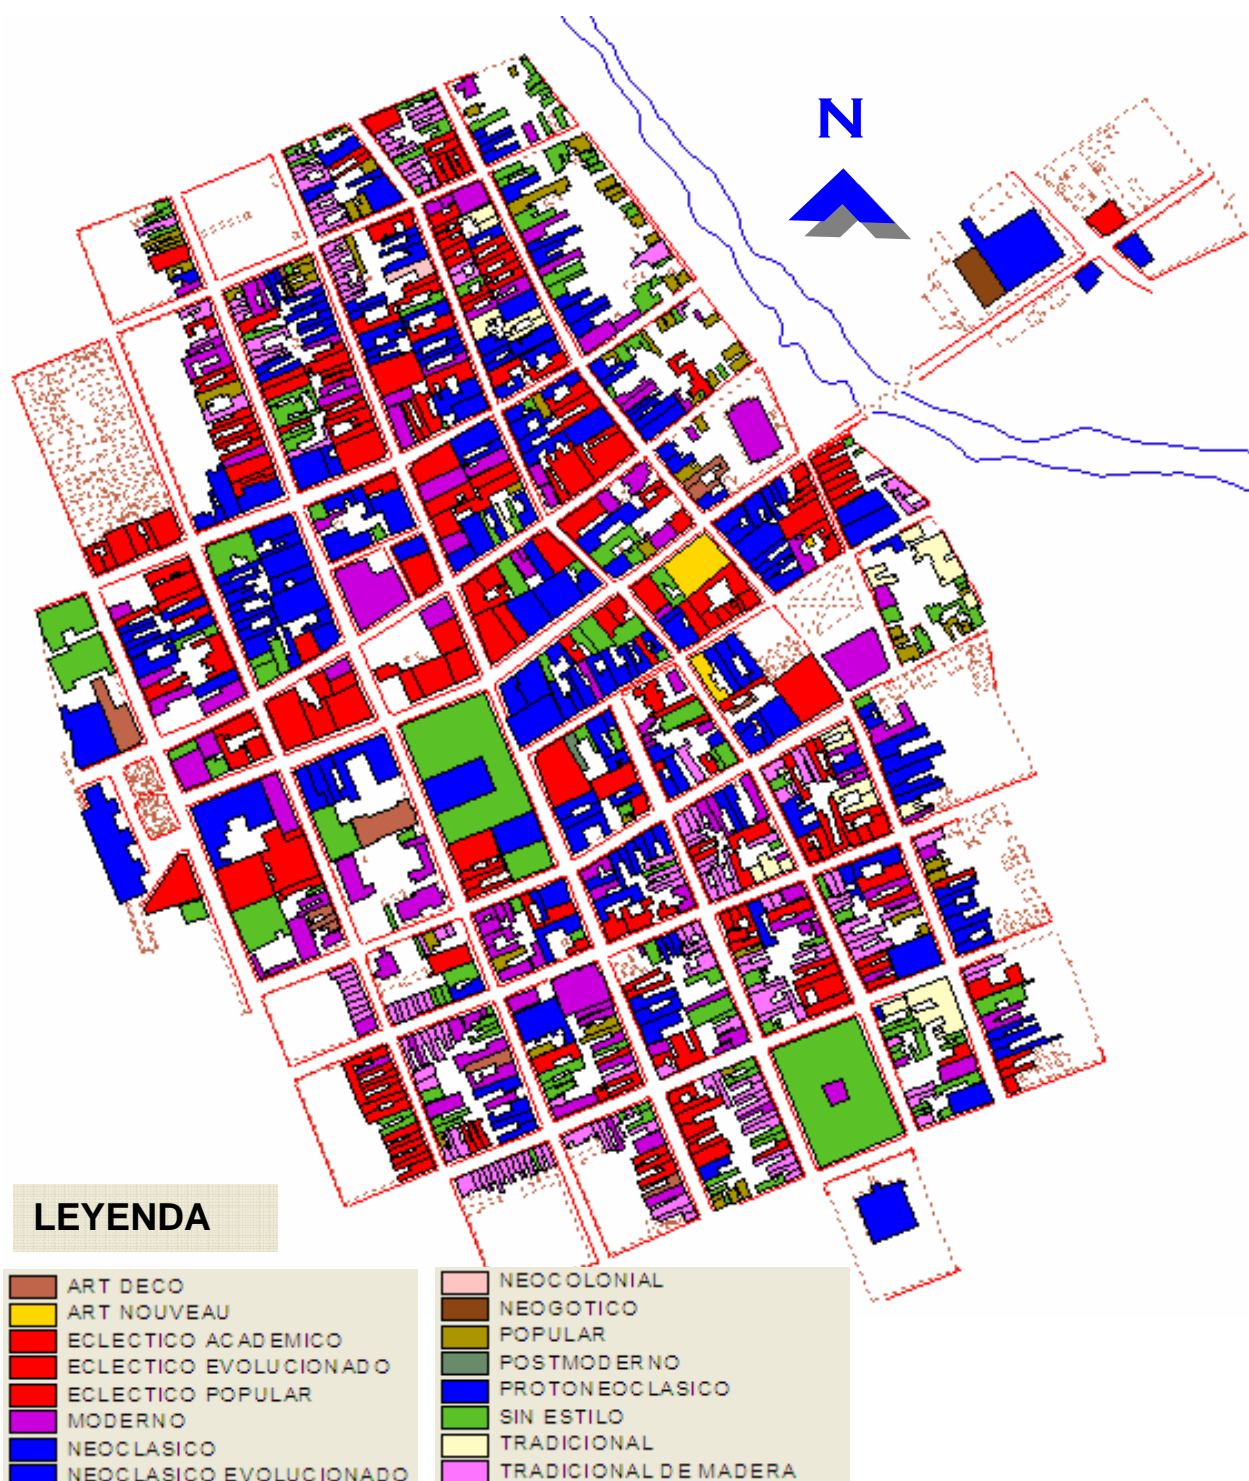 N
LEYENDA
ART DECO
ART NOUVEAU
ECLECTICO ACADEMICO
ECLECTICO EVOLUCIONADO
ECLECTICO POPULAR
MODERNO
NEOCLASICO
NEOCLASICO EVOLUCIONADO
NEOCOLONIAL
NEOGOTICO
POPULAR
POSTMODERNO
PROTONEOCLASICO
SIN ESTILO
TRADICIONAL
TRADICIONAL DE MADERA